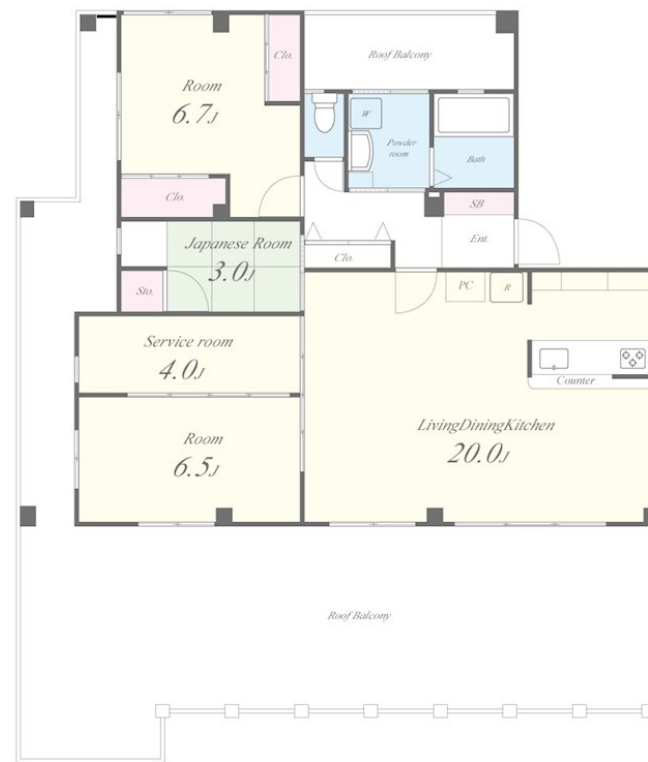 Clo.
Roof Balcony
Room
6.7J
W
Powder
room
Bath
Clo.
SB
Ent.
Japanese Room
3.0J
Clo.
Sto.
PC
R
Service room
4.0J
Counter
Room
6.5J
LivingDiningKitchen
20.0J
Roof Balcony